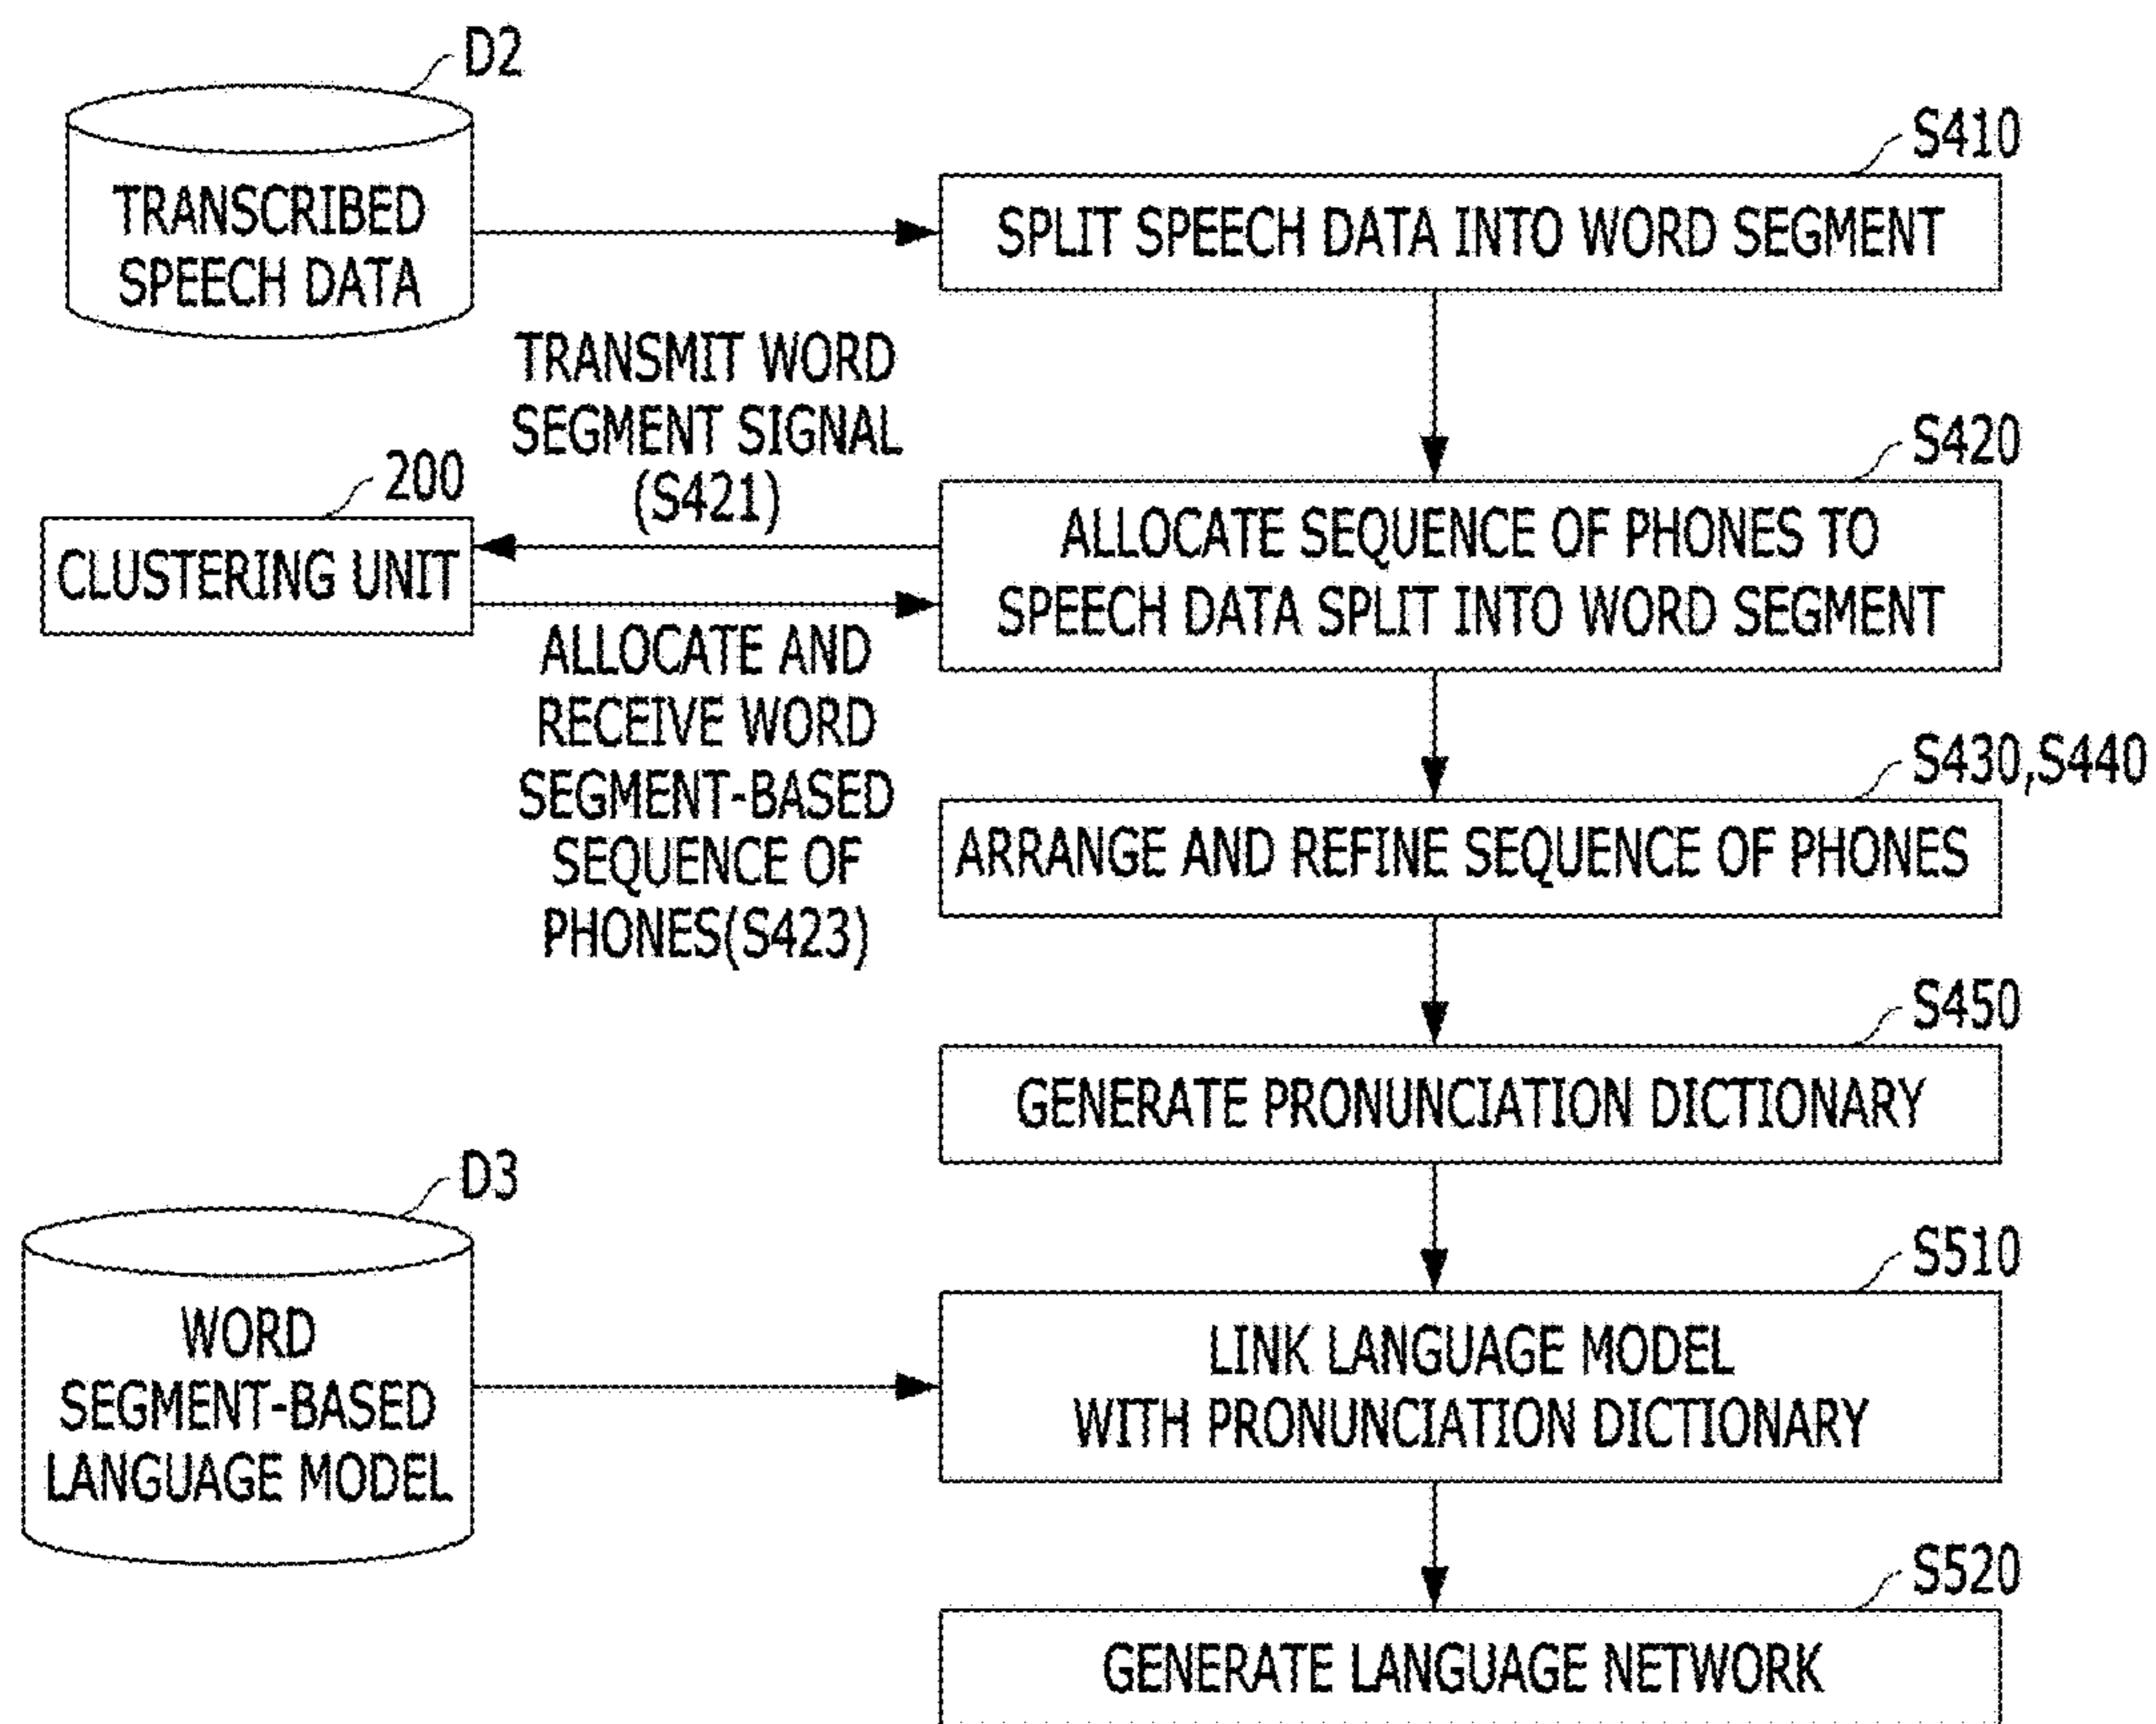 D2
TRANSCRIBED
SPEECH DATA
S410
SPLIT SPEECH DATA INTO WORD SEGMENT
TRANSMIT WORD
SEGMENT SIGNAL
(S421)
200
CLUSTERING UNIT
S420
ALLOCATE SEQUENCE OF PHONES TO
SPEECH DATA SPLIT INTO WORD SEGMENT
ALLOCATE AND
RECEIVE WORD
SEGMENT-BASED
SEQUENCE OF
PHONES(S423)
S430,S440
ARRANGE AND REFINE SEQUENCE OF PHONES
S450
GENERATE PRONUNCIATION DICTIONARY
D3
WORD
SEGMENT-BASED
LANGUAGE MODEL
S510
LINK LANGUAGE MODEL
WITH PRONUNCIATION DICTIONARY
S520
GENERATE LANGUAGE NETWORK